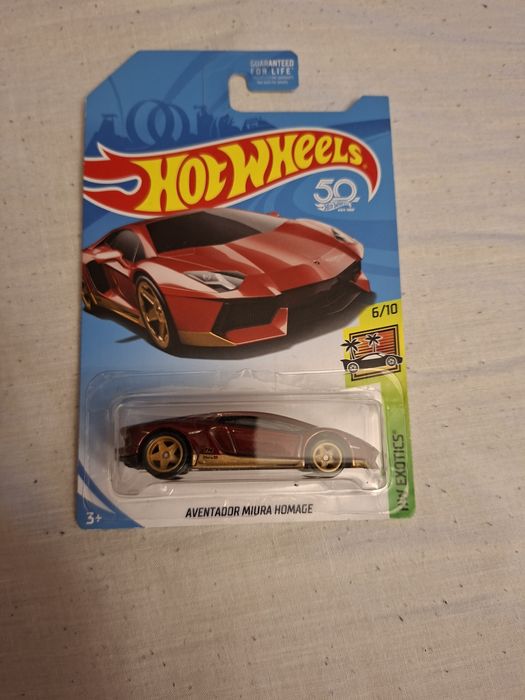 GUARANTEED
FOR LIFE
HOT WHEELS
50
6/10
HW EXOTICS
3+
AVENTADOR MIURA HOMAGE